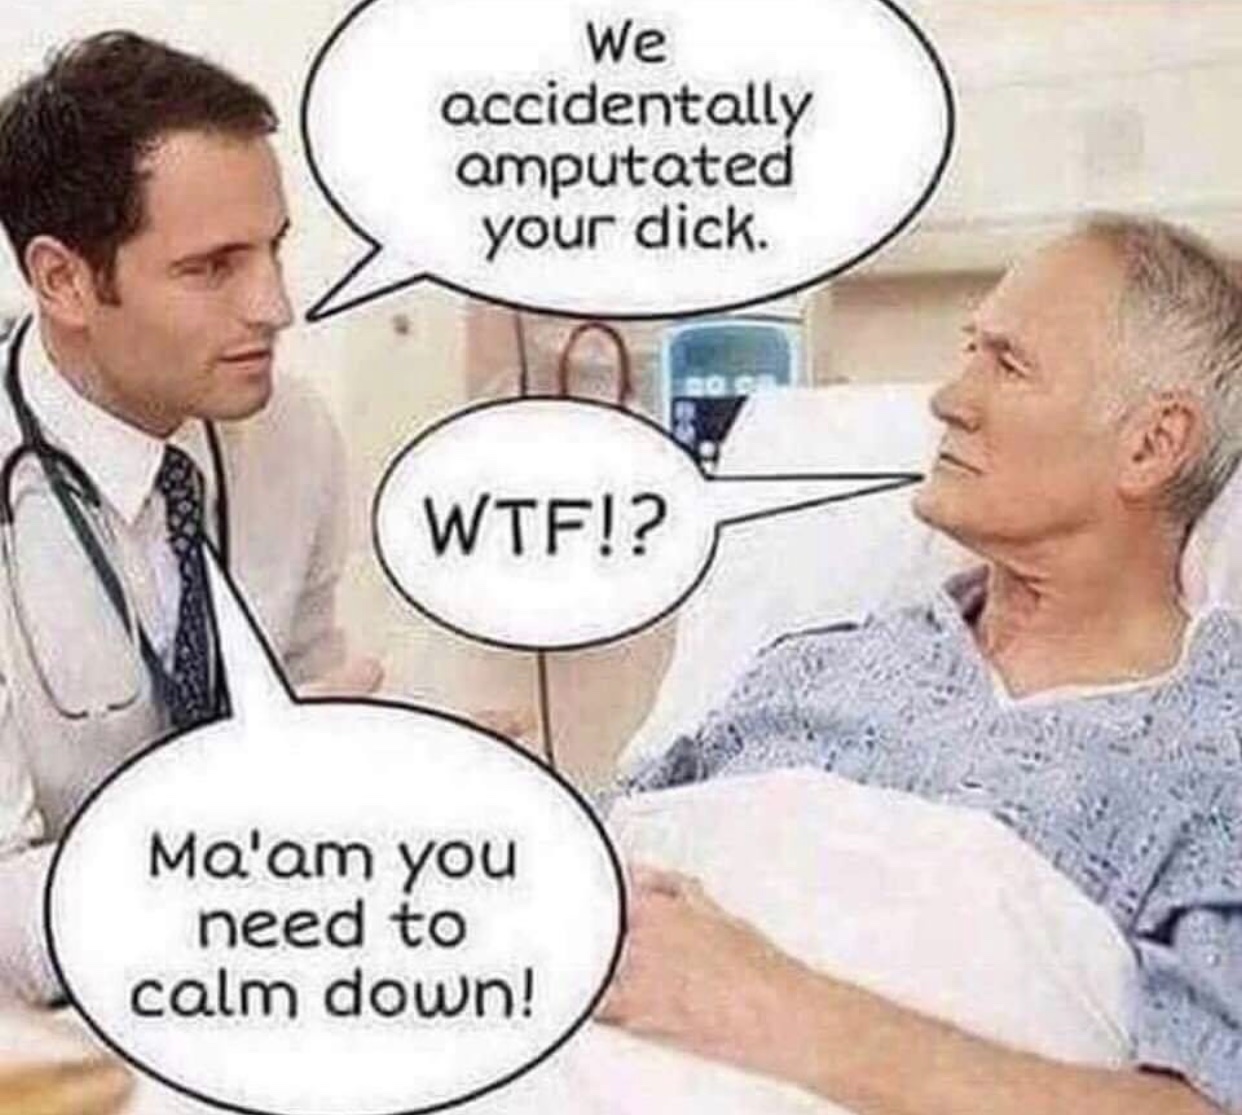 We
accidentally
amputated
your dick.
WTF!?
Ma'am you
need to
calm down!